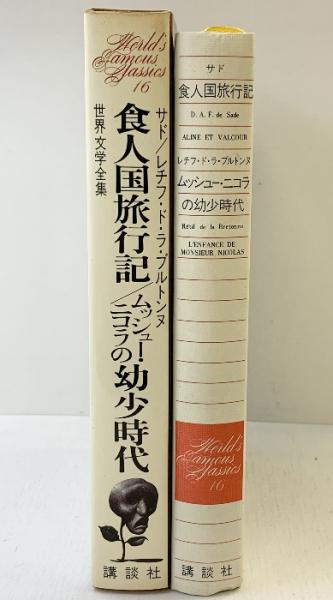 World's
Famous
Classics
16
世界文学全集
サド/レチフ・ド・ラ・ブルトンヌ
食人国旅行記/ムッシュー・ニコラの幼少時代
講談社
サド
食人国旅行記
D. A. F. de Sade
ALINE ET VALCOUR
レチフ・ド・ラ・ブルトンヌ
ムッシュー・ニコラ
の幼少時代
Rétif de la Bretonne
L'ENFANCE DE
MONSIEUR NICOLAS
World's
Famous
Classics
16
講談社